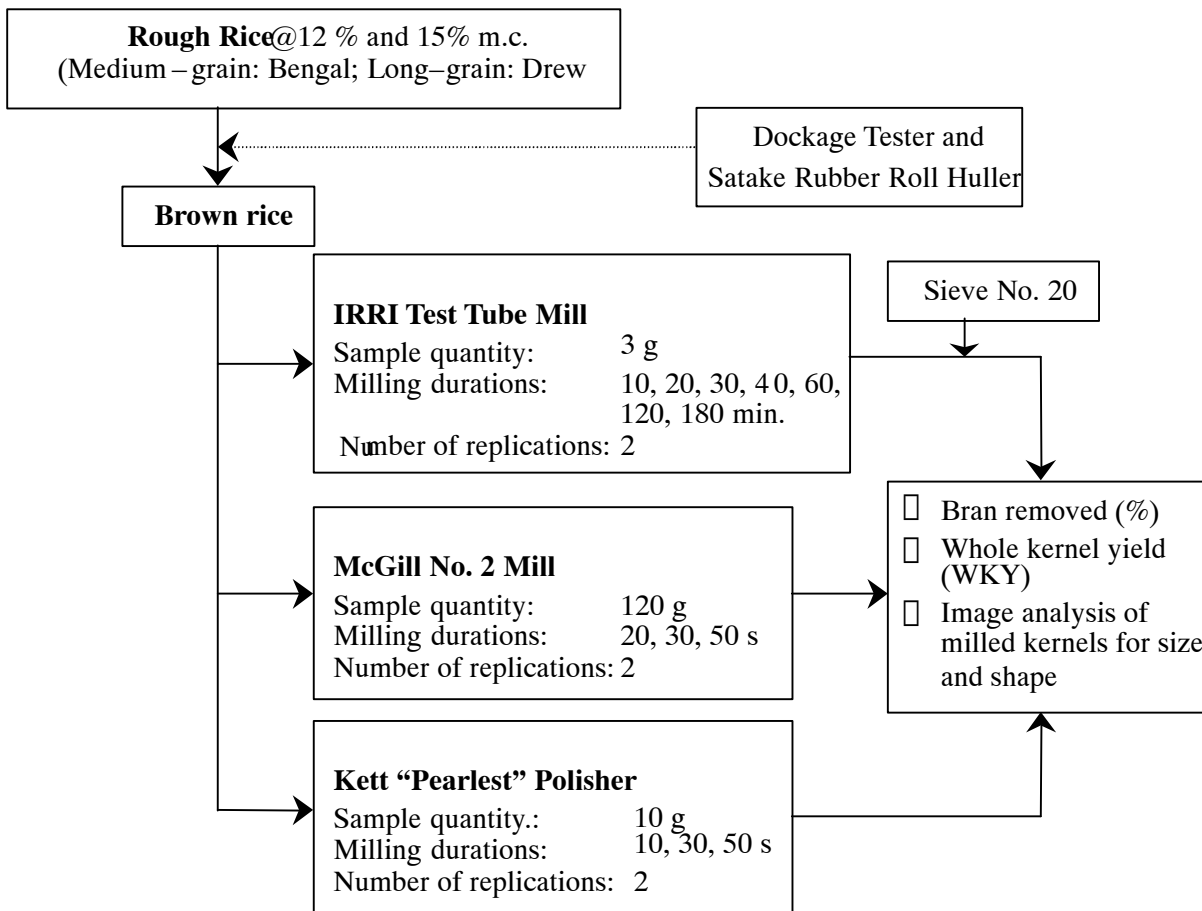 Rough Rice@12 % and 15% m.c.
(Medium – grain: Bengal; Long–grain: Drew
Dockage Tester and
Satake Rubber Roll Huller
Brown rice
Sieve No. 20
IRRI Test Tube Mill
Sample quantity: 3 g
Milling durations: 10, 20, 30, 40, 60,
120, 180 min.
Number of replications: 2
McGill No. 2 Mill
Sample quantity: 120 g
Milling durations: 20, 30, 50 s
Number of replications: 2
Kett “Pearlest” Polisher
Sample quantity.: 10 g
Milling durations: 10, 30, 50 s
Number of replications: 2
Bran removed (%)
Whole kernel yield
(WKY)
Image analysis of
milled kernels for size
and shape